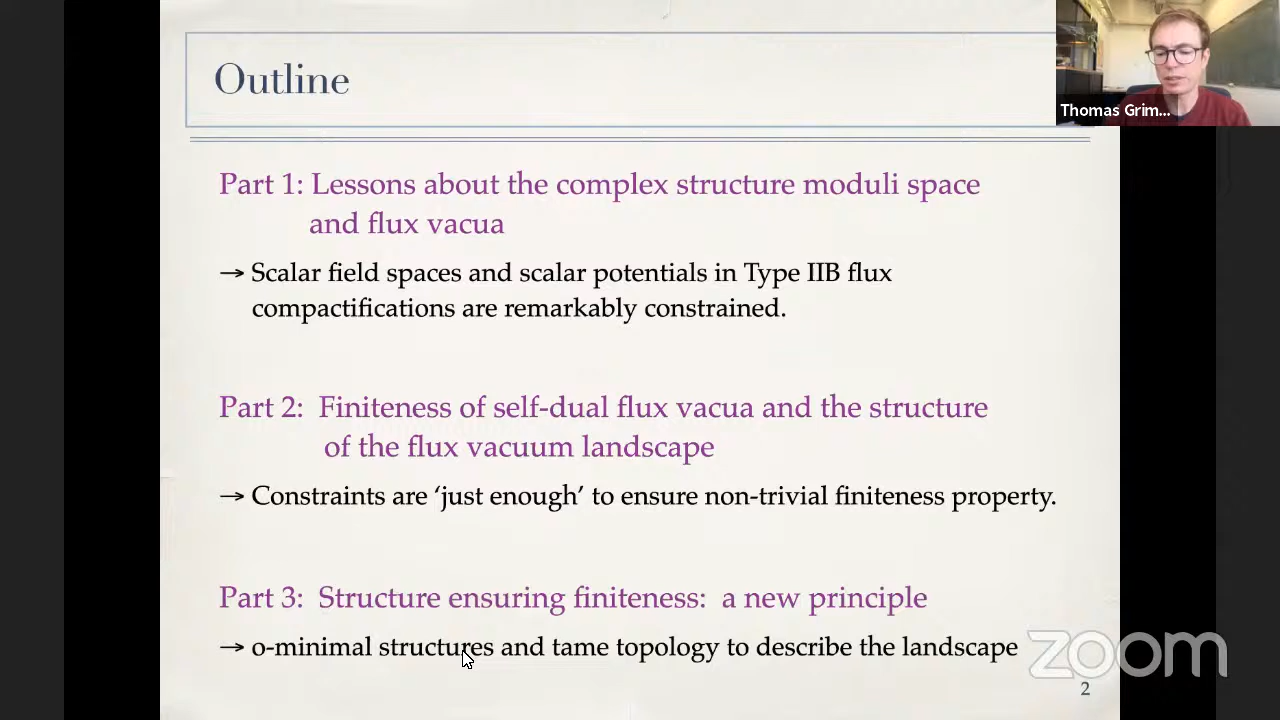 Outline
Thomas Grim...
Part 1: Lessons about the complex structure moduli space
and flux vacua
→ Scalar field spaces and scalar potentials in Type IIB flux
compactifications are remarkably constrained.
Part 2: Finiteness of self-dual flux vacua and the structure
of the flux vacuum landscape
→ Constraints are ‘just enough’ to ensure non-trivial finiteness property.
Part 3: Structure ensuring finiteness: a new principle
→ o-minimal structures and tame topology to describe the landscape
zoom
2